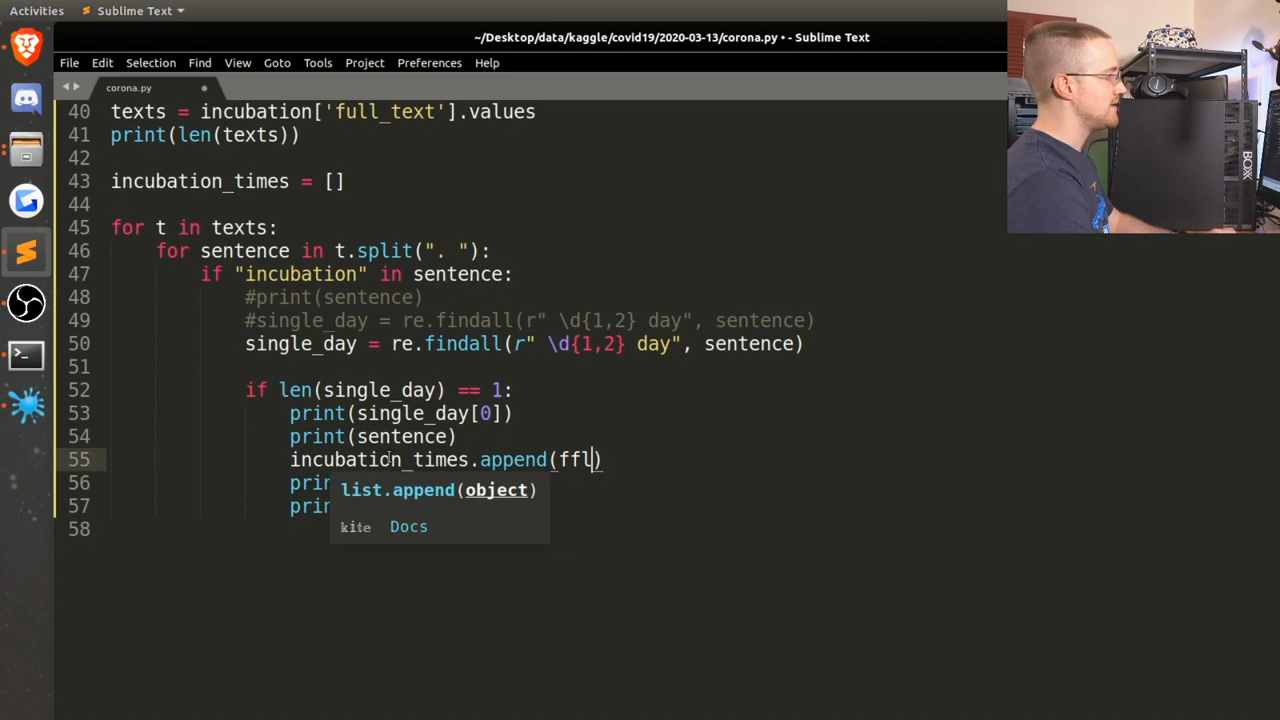 Activities
Sublime Text
~/Desktop/data/kaggle/covid19/2020-03-13/corona.py • - Sublime Text
File Edit Selection Find View Goto Tools Project Preferences Help
corona.py
40 texts = incubation['full_text'].values
41 print(len(texts))
42
43 incubation_times = []
44
45 for t in texts:
46 for sentence in t.split(". "):
47 if "incubation" in sentence:
48 #print(sentence)
49 #single_day = re.findall(r" \d{1,2} day", sentence)
50 single_day = re.findall(r" \d{1,2} day", sentence)
51
52 if len(single_day) == 1:
53 print(single_day[0])
54 print(sentence)
55 incubation_times.append(ffl)
56 prin
57 prin
58
list.append(object)
kite Docs
BOXX